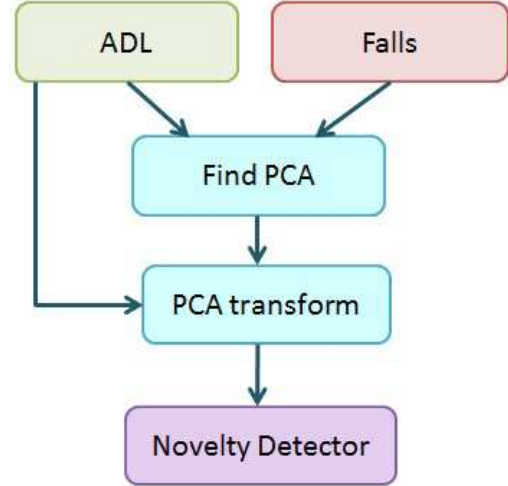 ADL
Falls
Find PCA
PCA transform
Novelty Detector